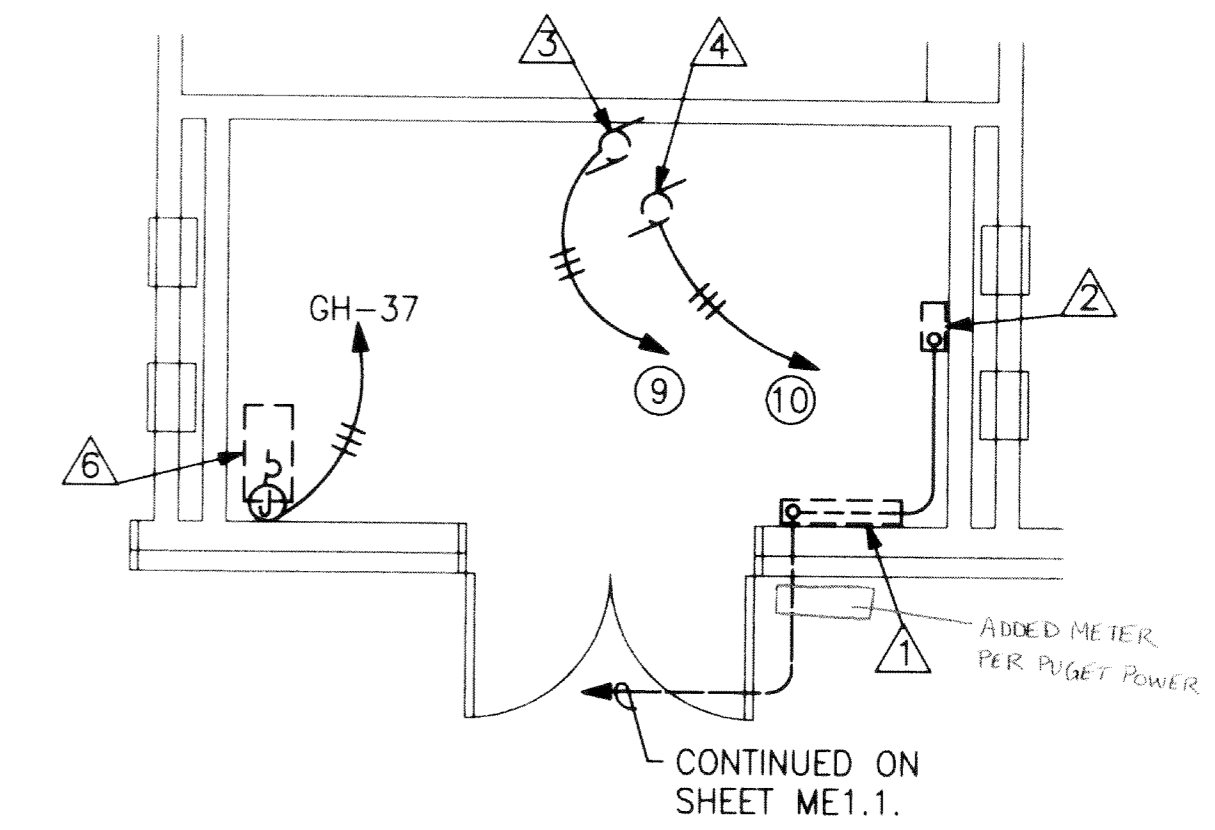 3
4
2
GH-37
9
10
6
J
1
ADDED METER
PER PUGET POWER
CONTINUED ON
SHEET ME1.1.